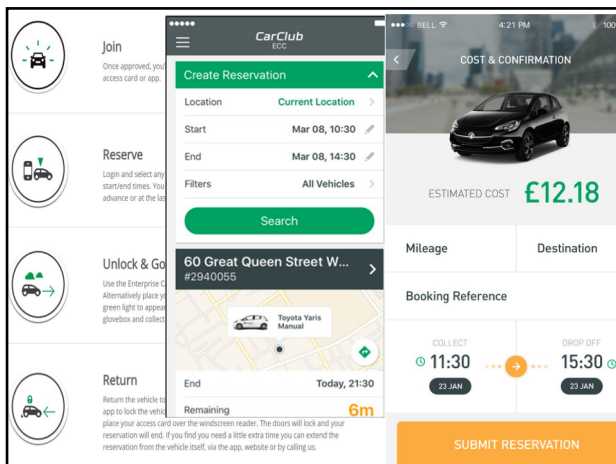 Join
Once approved, you'
access card or app.
Reserve
Login and select any
start/end times. You
advance or at the las
Unlock & Go
Use the Enterprise C
Alternatively place yo
green light to appear
glovebox and collect
Return
Return the vehicle to
app to lock the vehic
place your access card over the windscreen reader. The doors will lock and your
reservation will end. If you find you need a little extra time you can extend the
reservation from the vehicle itself, via the app, website or by calling us.
CarClub
ECC
Create Reservation
Location Current Location
Start Mar 08, 10:30
End Mar 08, 14:30
Filters All Vehicles
Search
60 Great Queen Street W...
#2940055
Toyota Yaris
Manual
End Today, 21:30
Remaining 6m
BELL 4:21 PM 100
COST & CONFIRMATION
ESTIMATED COST £12.18
Mileage Destination
Booking Reference
COLLECT DROP OFF
11:30 15:30
23 JAN 23 JAN
SUBMIT RESERVATION